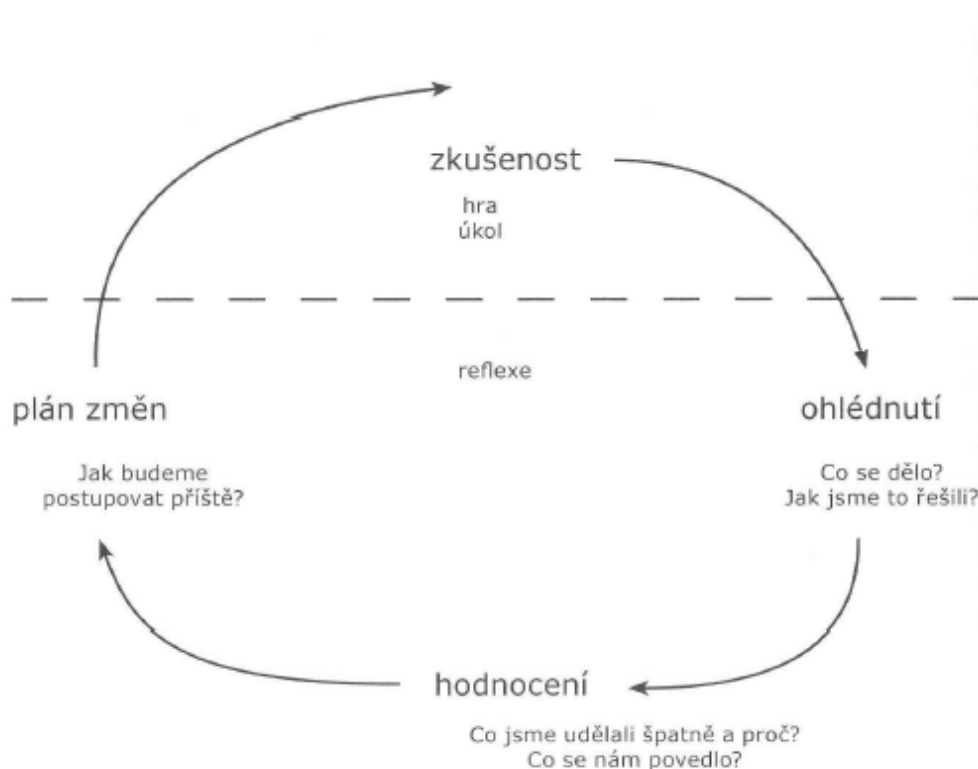 zkušenost
hra
úkol
reflexe
plán změn
Jak budeme
postupovat příště?
ohlédnutí
Co se dělo?
Jak jsme to řešili?
hodnocení
Co jsme udělali špatně a proč?
Co se nám povedlo?